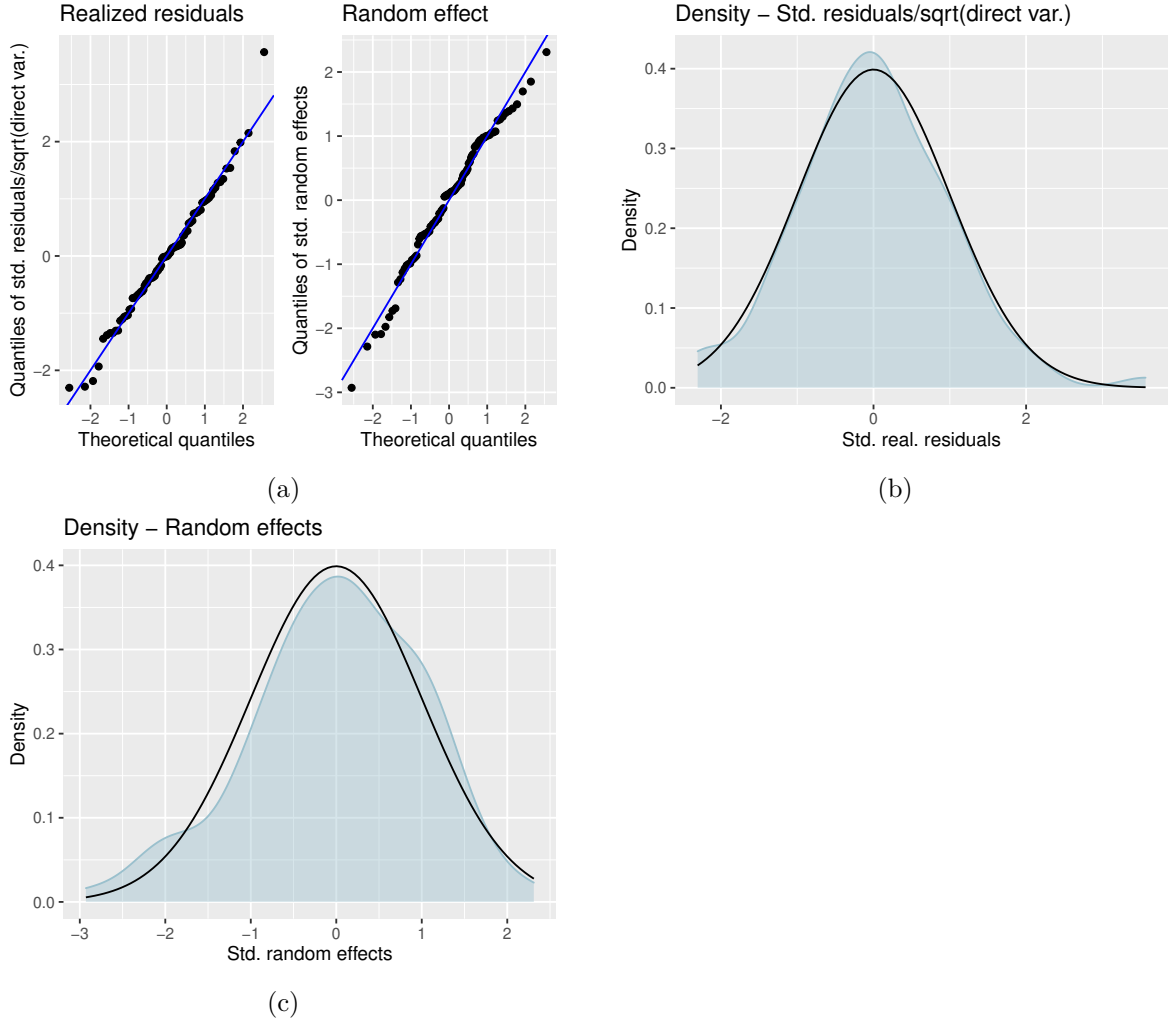 Realized residuals
Quantiles of std. residuals/sqrt(direct var.)
2
0
−2
−2 −1 0 1 2
Theoretical quantiles
Random effect
Quantiles of std. random effects
2
1
0
−1
−2
−3
−2 −1 0 1 2
Theoretical quantiles
(a)
Density − Std. residuals/sqrt(direct var.)
Density
0.4
0.3
0.2
0.1
0.0
−2 0 2
Std. real. residuals
(b)
Density − Random effects
Density
0.4
0.3
0.2
0.1
0.0
−3 −2 −1 0 1 2
Std. random effects
(c)